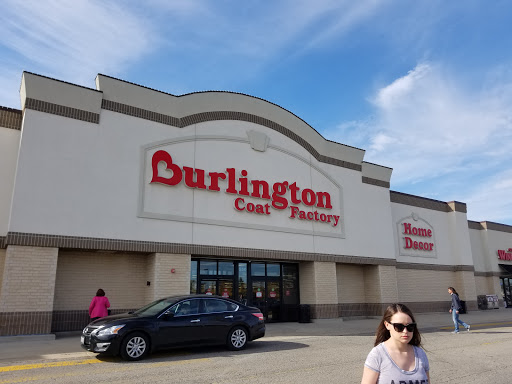 Burlington
Coat Factory
Home
Decor